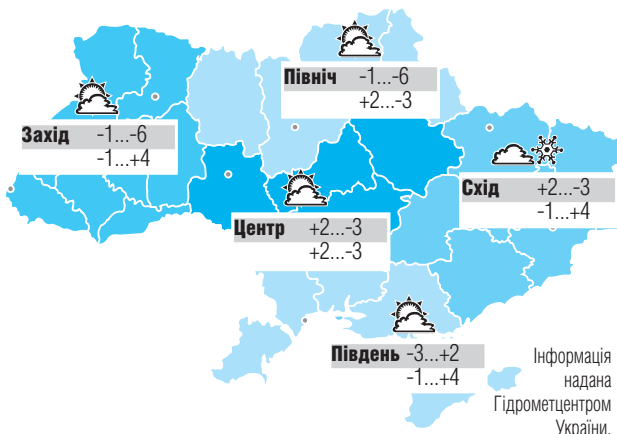 Північ -1...-6
+2...-3
Захід -1...-6
-1...+4
Схід +2...-3
-1...+4
Центр +2...-3
+2...-3
Південь -3...+2
-1...+4
Інформація
надана
Гідрометцентром
України.